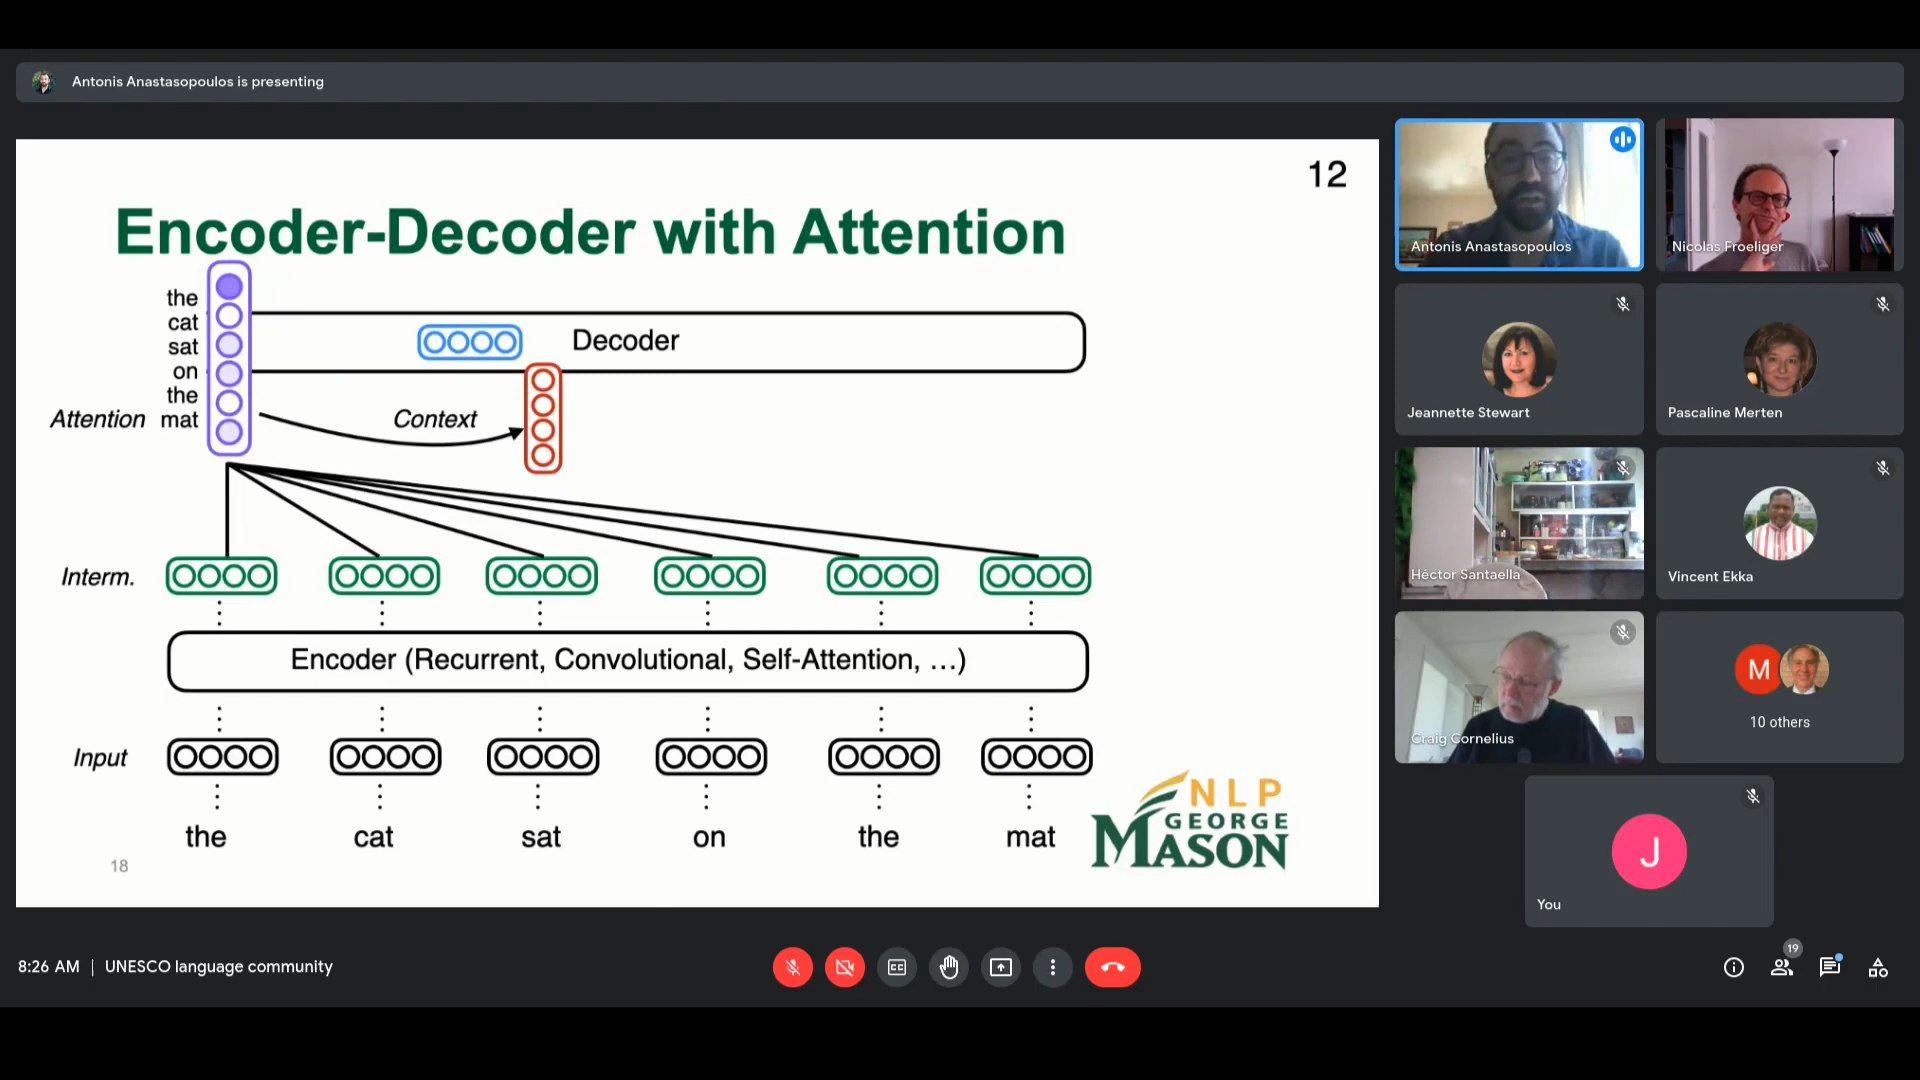 Antonis Anastasopoulos is presenting
12
Encoder-Decoder with Attention
the
cat
sat
on
the
mat
Attention
Decoder
Context
Interm.
Encoder (Recurrent, Convolutional, Self-Attention, ...)
Input
the cat sat on the mat
18
NLP
GEORGE
MASON
Antonis Anastasopoulos
Nicolas Froeliger
Jeannette Stewart
Pascaline Merten
Héctor Santaella
Vincent Ekka
Craig Cornelius
M
10 others
J
You
8:26 AM | UNESCO language community
CC
19